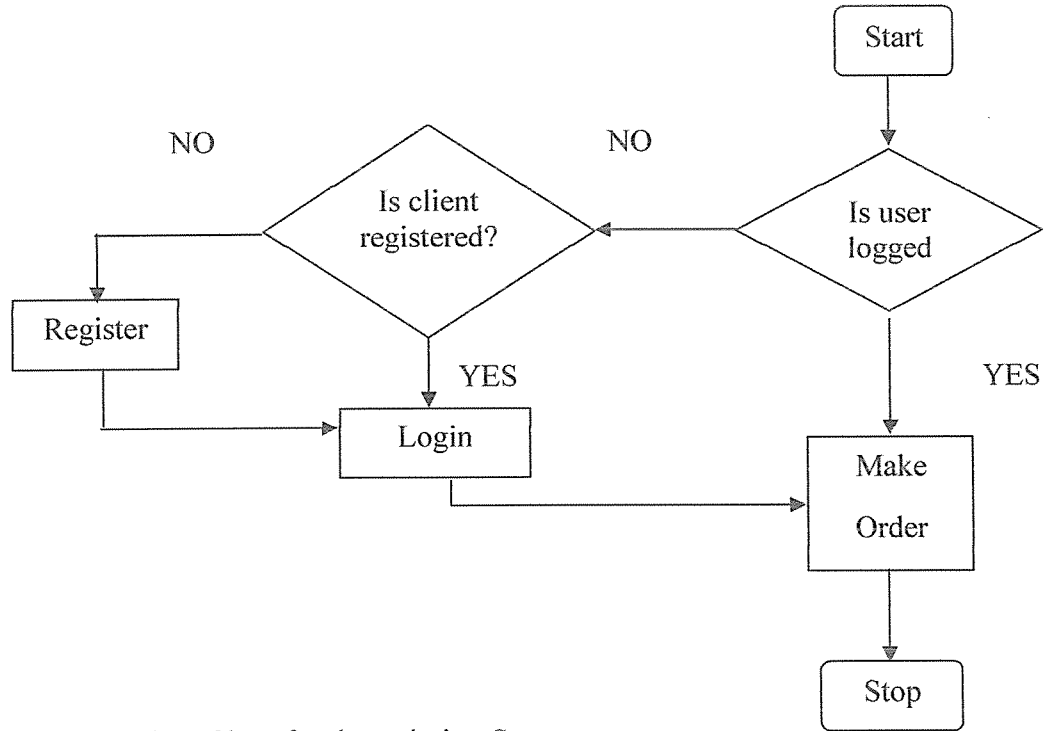 Start
NO
NO
Is client
registered?
Is user
logged
Register
YES
YES
Login
Make
Order
Stop